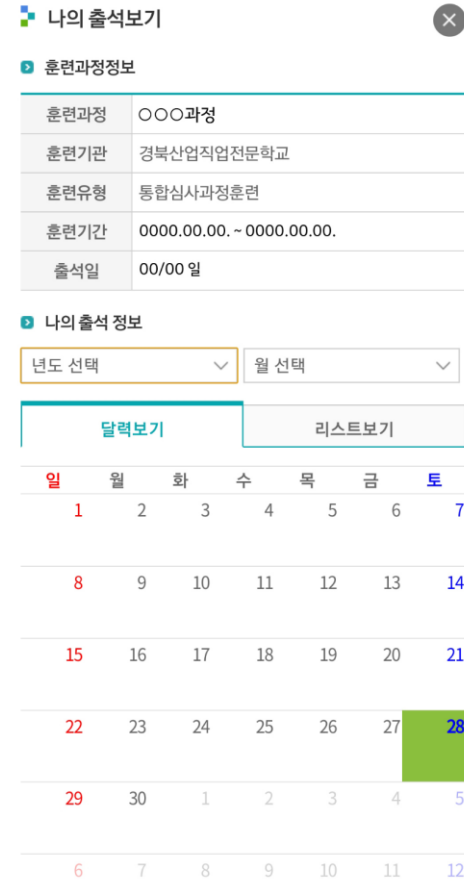 나의 출석보기
훈련과정정보
훈련과정 ○○○과정
훈련기관 경북산업직업전문학교
훈련유형 통합심사과정훈련
훈련기간 0000.00.00. ~ 0000.00.00.
출석일 00/00 일
나의 출석 정보
년도 선택 월 선택
달력보기 리스트보기
일 월 화 수 목 금 토
1 2 3 4 5 6 7
8 9 10 11 12 13 14
15 16 17 18 19 20 21
22 23 24 25 26 27 28
29 30 1 2 3 4 5
6 7 8 9 10 11 12